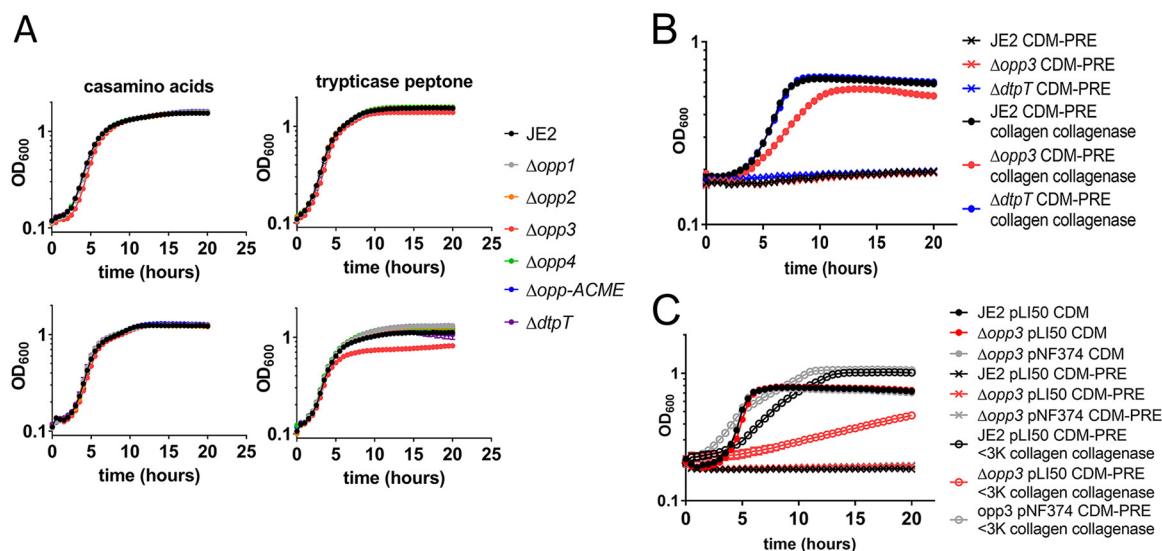 A
casamino acids
trypticase peptone
OD600
1
0.1
0 5 10 15 20 25
time (hours)
OD600
1
0.1
0 5 10 15 20 25
time (hours)
OD600
1
0.1
0 5 10 15 20 25
time (hours)
OD600
1
0.1
0 5 10 15 20 25
time (hours)
JE2
Δopp1
Δopp2
Δopp3
Δopp4
Δopp-ACME
ΔdtpT
B
OD600
1
0.1
0 5 10 15 20
time (hours)
JE2 CDM-PRE
Δopp3 CDM-PRE
ΔdtpT CDM-PRE
JE2 CDM-PRE
collagen collagenase
Δopp3 CDM-PRE
collagen collagenase
ΔdtpT CDM-PRE
collagen collagenase
C
OD600
1
0.1
0 5 10 15 20
time (hours)
JE2 pLI50 CDM
Δopp3 pLI50 CDM
Δopp3 pNF374 CDM
JE2 pLI50 CDM-PRE
Δopp3 pLI50 CDM-PRE
Δopp3 pNF374 CDM-PRE
JE2 pLI50 CDM-PRE
<3K collagen collagenase
Δopp3 pLI50 CDM-PRE
<3K collagen collagenase
opp3 pNF374 CDM-PRE
<3K collagen collagenase